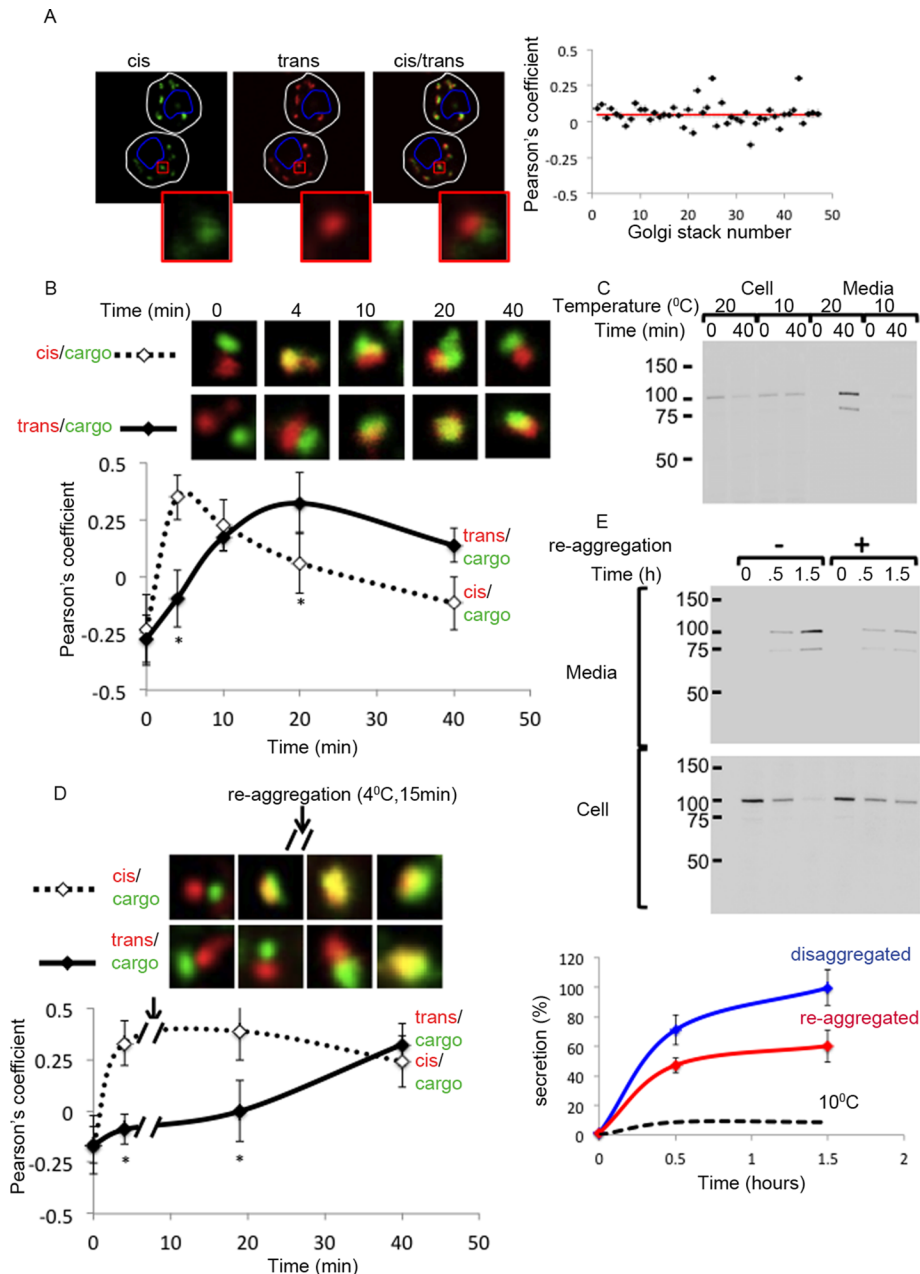 A
cis
trans
cis/trans
Pearson's coefficient
0.5
0
-0.5
0 10 20 30 40 50
Golgi stack number
B
Time (min) 0 4 10 20 40
cis/cargo
trans/cargo
Pearson's coefficient
0.5
0.25
0
-0.25
-0.5
*
*
trans/
cargo
cis/
cargo
0 10 20 30 40 50
Time (min)
C
Cell Media
Temperature (⁰C) 20 10 20 10
Time (min) 0 40 0 40 0 40 0 40
150
100
75
50
D
re-aggregation (4⁰C,15min)
cis/
cargo
trans/
cargo
Pearson's coefficient
0.5
0.25
0
-0.25
-0.5
*
*
trans/
cargo
cis/
cargo
0 10 20 30 40 50
Time (min)
E
re-aggregation - +
Time (h) 0 .5 1.5 0 .5 1.5
Media
150
100
75
50
Cell
150
100
75
50
secretion (%)
120
100
80
60
40
20
0
disaggregated
re-aggregated
10⁰C
0 0.5 1 1.5 2
Time (hours)